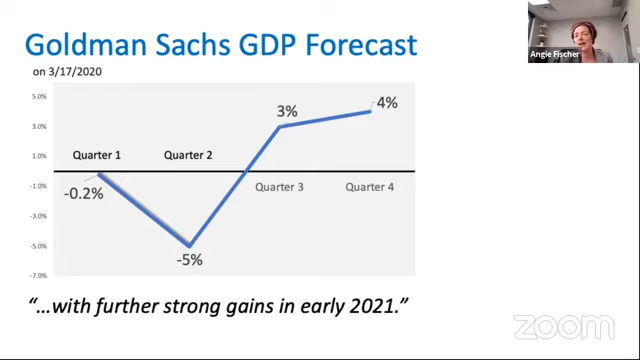 Goldman Sachs GDP Forecast
on 3/17/2020
Angie Fischer
5.0%
3.0%
1.0%
-1.0%
-3.0%
-5.0%
-7.0%
Quarter 1
Quarter 2
Quarter 3
Quarter 4
-0.2%
-5%
3%
4%
“...with further strong gains in early 2021.”
zoom